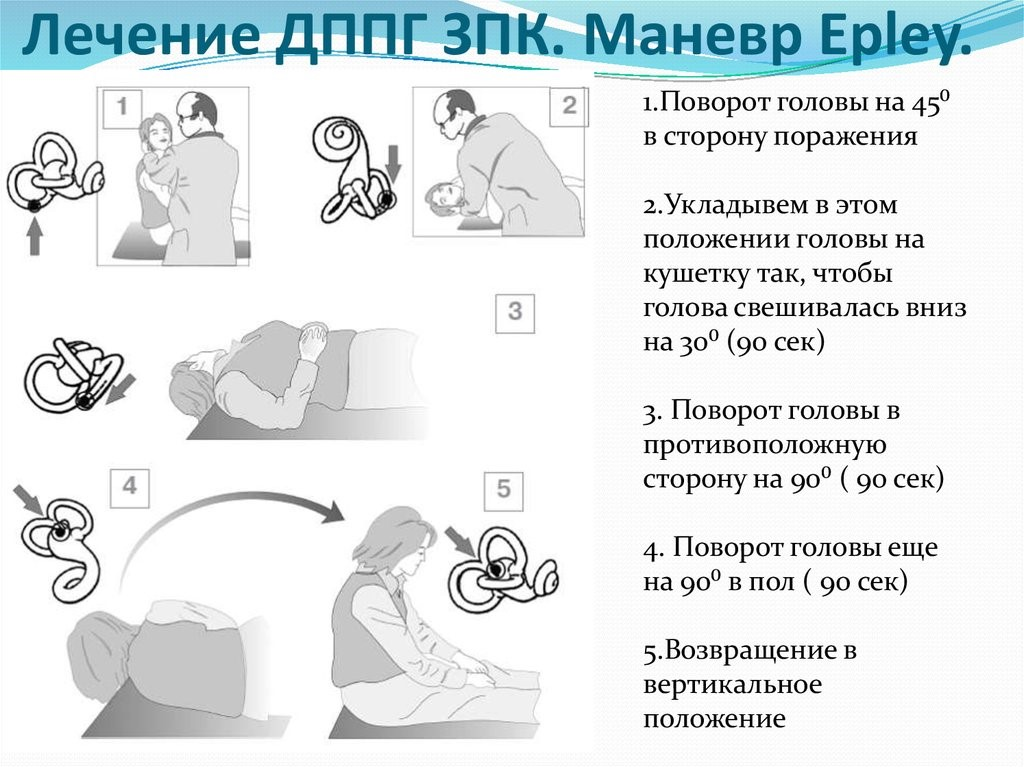 Лечение ДППГ ЗПК. Маневр Epley.
1
2
3
4
5
1.Поворот головы на 45⁰
в сторону поражения
2.Укладывем в этом
положении головы на
кушетку так, чтобы
голова свешивалась вниз
на 30⁰ (90 сек)
3. Поворот головы в
противоположную
сторону на 90⁰ ( 90 сек)
4. Поворот головы еще
на 90⁰ в пол ( 90 сек)
5.Возвращение в
вертикальное
положение